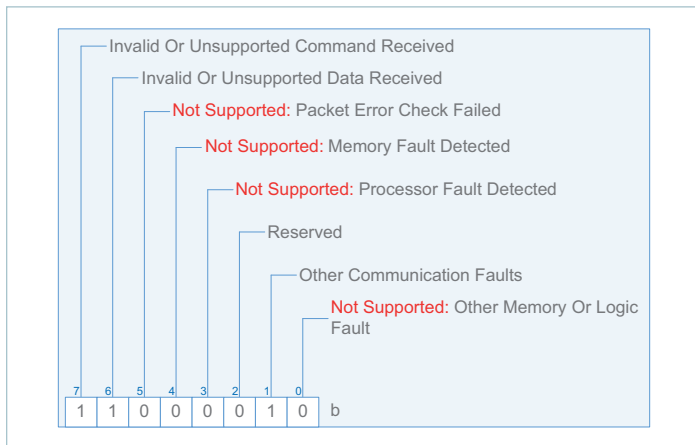 Invalid Or Unsupported Command Received
Invalid Or Unsupported Data Received
Not Supported: Packet Error Check Failed
Not Supported: Memory Fault Detected
Not Supported: Processor Fault Detected
Reserved
Other Communication Faults
Not Supported: Other Memory Or Logic
Fault
7 6 5 4 3 2 1 0
1 1 0 0 0 0 1 0 b